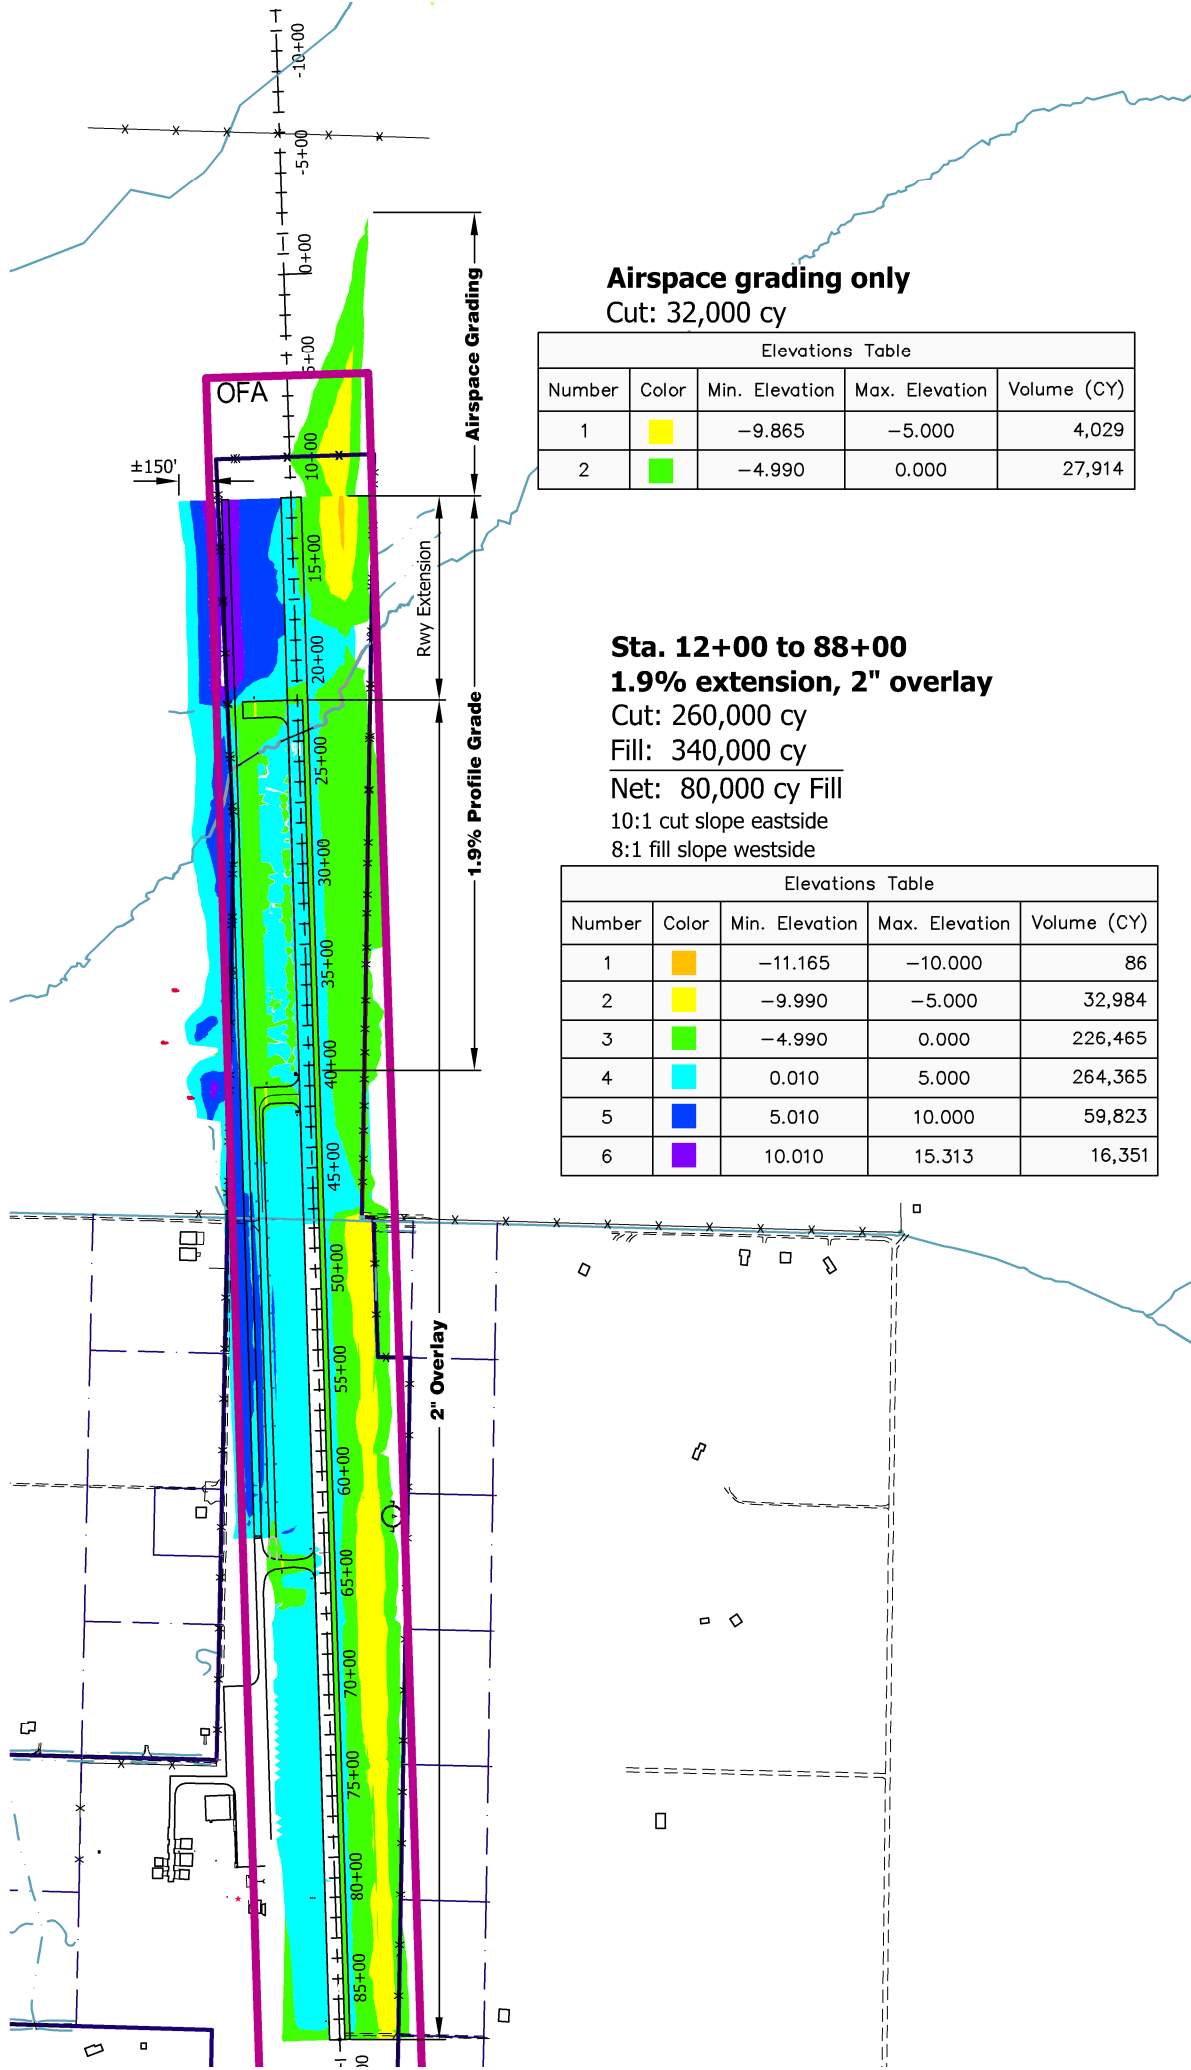 -10+00
-5+00
0+00
5+00
Airspace Grading
OFA
10+00
±150'
Airspace grading only
Cut: 32,000 cy
Elevations Table
Number Color Min. Elevation Max. Elevation Volume (CY)
1 -9.865 -5.000 4,029
2 -4.990 0.000 27,914
15+00
Rwy Extension
20+00
1.9% Profile Grade
25+00
30+00
35+00
40+00
Sta. 12+00 to 88+00
1.9% extension, 2" overlay
Cut: 260,000 cy
Fill: 340,000 cy
Net: 80,000 cy Fill
10:1 cut slope eastside
8:1 fill slope westside
Elevations Table
Number Color Min. Elevation Max. Elevation Volume (CY)
1 -11.165 -10.000 86
2 -9.990 -5.000 32,984
3 -4.990 0.000 226,465
4 0.010 5.000 264,365
5 5.010 10.000 59,823
6 10.010 15.313 16,351
45+00
50+00
55+00
2" Overlay
60+00
65+00
70+00
75+00
80+00
85+00